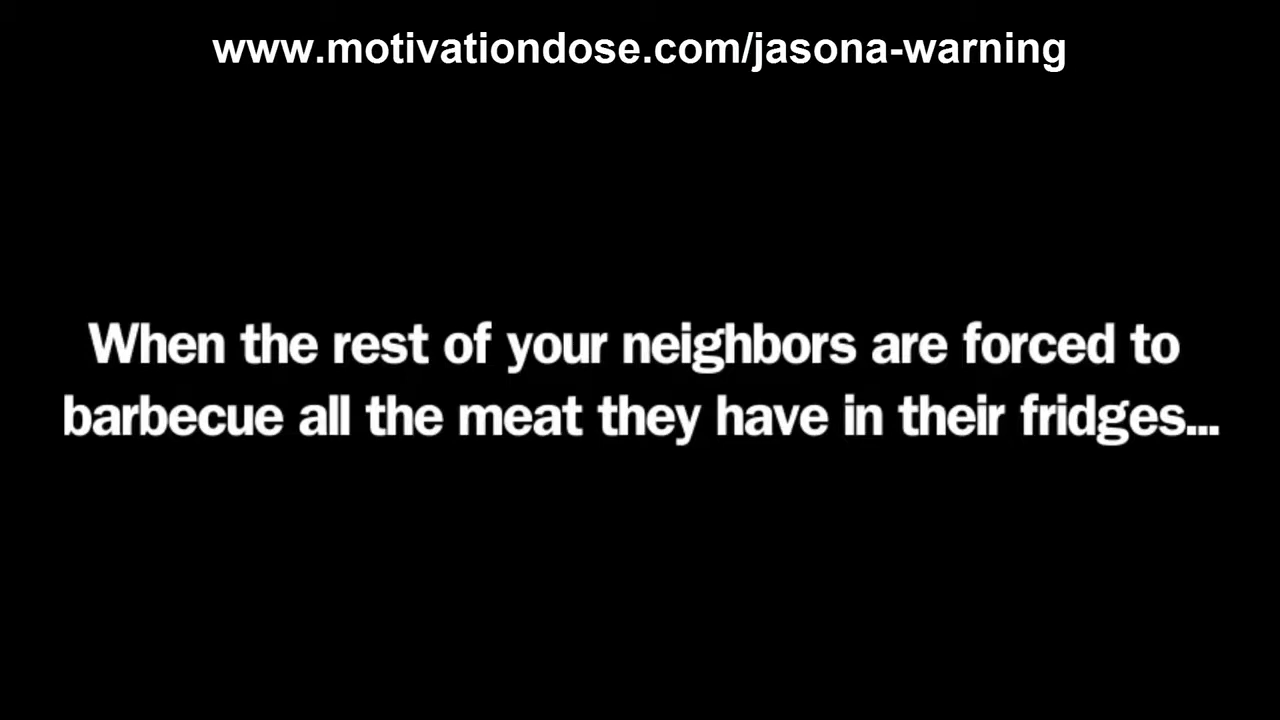 www.motivationdose.com/jasona-warning
When the rest of your neighbors are forced to
barbecue all the meat they have in their fridges...